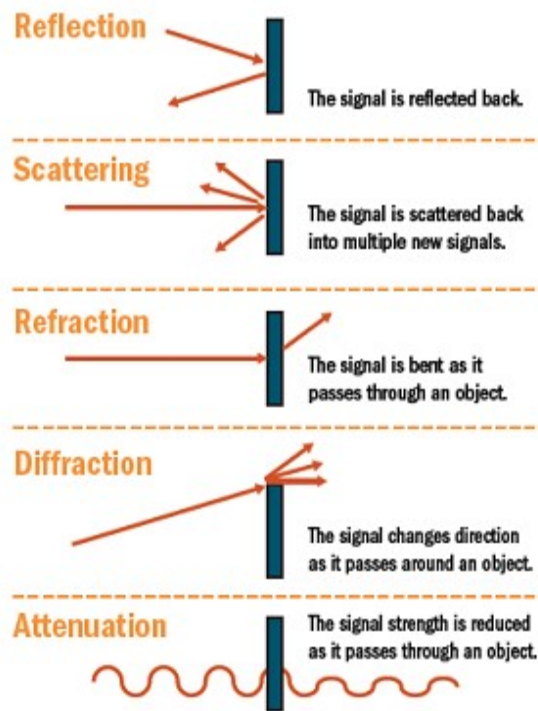 Reflection
The signal is reflected back.
Scattering
The signal is scattered back
into multiple new signals.
Refraction
The signal is bent as it
passes through an object.
Diffraction
The signal changes direction
as it passes around an object.
Attenuation
The signal strength is reduced
as it passes through an object.